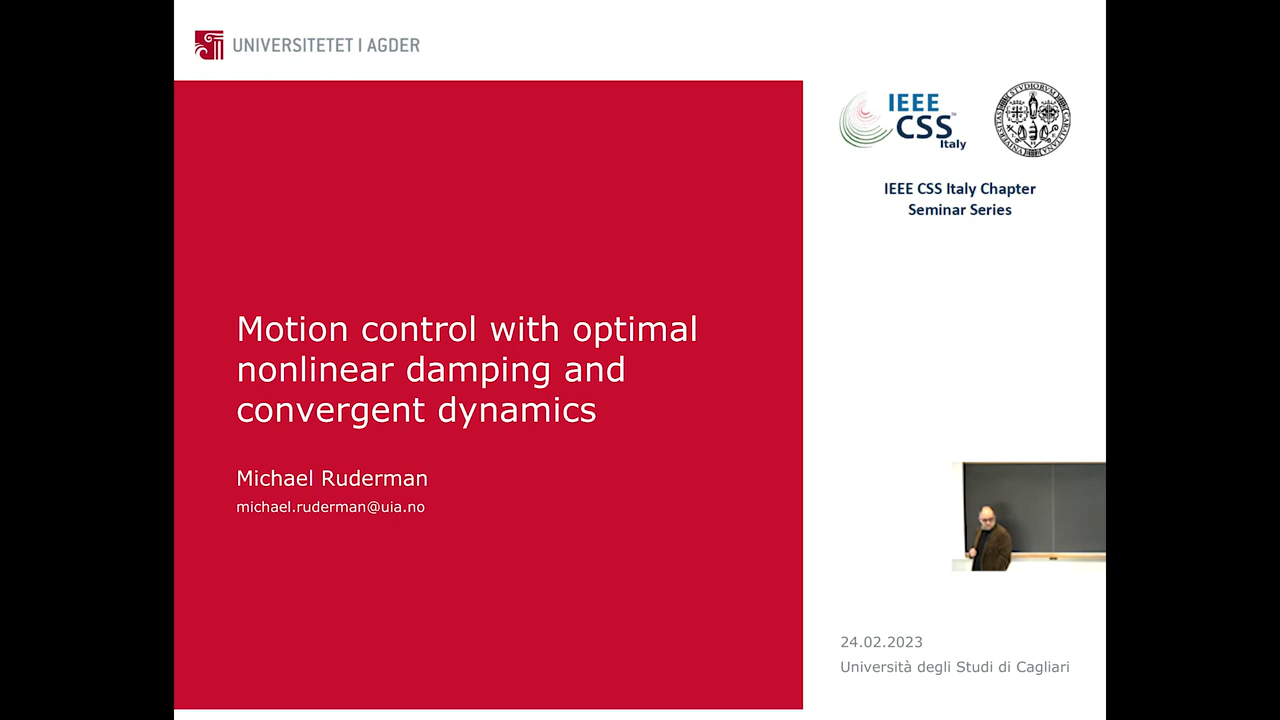 UNIVERSITETET I AGDER
IEEE
CSS™
Italy
IEEE CSS Italy Chapter
Seminar Series
Motion control with optimal
nonlinear damping and
convergent dynamics
Michael Ruderman
michael.ruderman@uia.no
24.02.2023
Università degli Studi di Cagliari